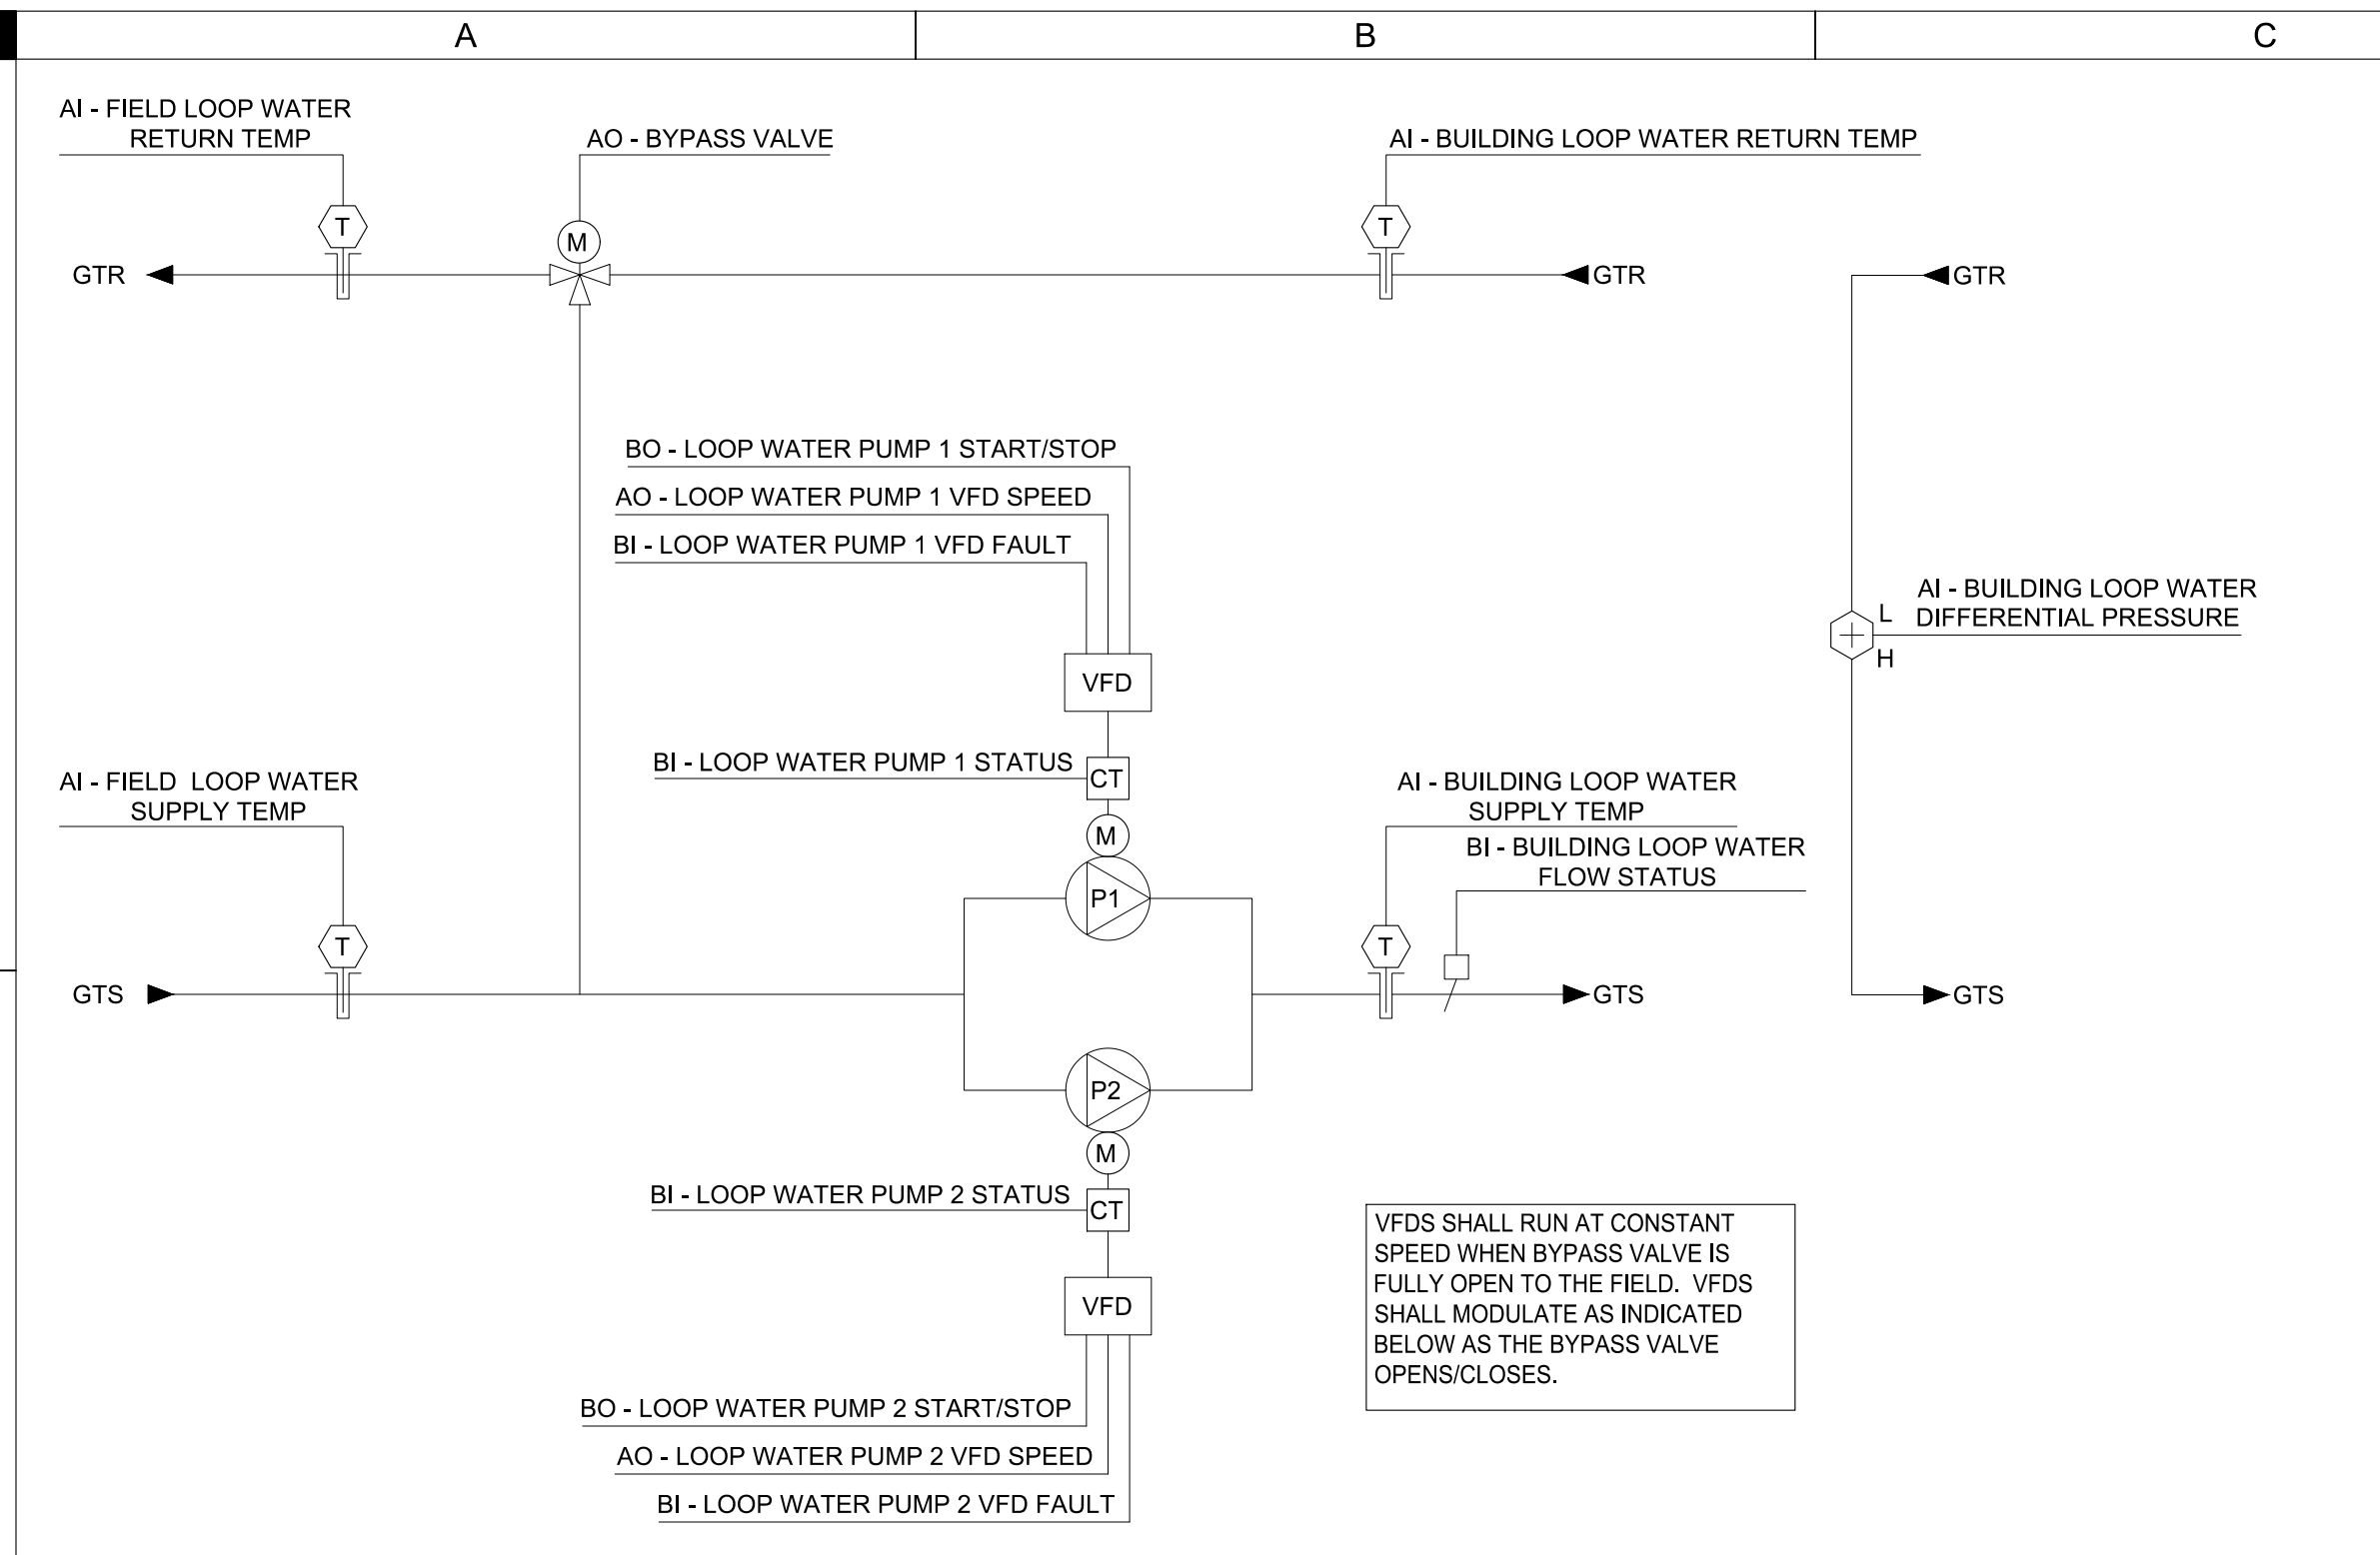 A
B
C
AI - FIELD LOOP WATER
RETURN TEMP
AO - BYPASS VALVE
AI - BUILDING LOOP WATER RETURN TEMP
T
M
T
GTR
GTR
GTR
BO - LOOP WATER PUMP 1 START/STOP
AO - LOOP WATER PUMP 1 VFD SPEED
BI - LOOP WATER PUMP 1 VFD FAULT
AI - BUILDING LOOP WATER
DIFFERENTIAL PRESSURE
L
H
VFD
BI - LOOP WATER PUMP 1 STATUS
CT
AI - FIELD  LOOP WATER
SUPPLY TEMP
AI - BUILDING LOOP WATER
SUPPLY TEMP
M
BI - BUILDING LOOP WATER
FLOW STATUS
P1
T
T
GTS
GTS
GTS
P2
M
BI - LOOP WATER PUMP 2 STATUS
CT
VFD
VFDS SHALL RUN AT CONSTANT
SPEED WHEN BYPASS VALVE IS
FULLY OPEN TO THE FIELD.  VFDS
SHALL MODULATE AS INDICATED
BELOW AS THE BYPASS VALVE
OPENS/CLOSES.
BO - LOOP WATER PUMP 2 START/STOP
AO - LOOP WATER PUMP 2 VFD SPEED
BI - LOOP WATER PUMP 2 VFD FAULT